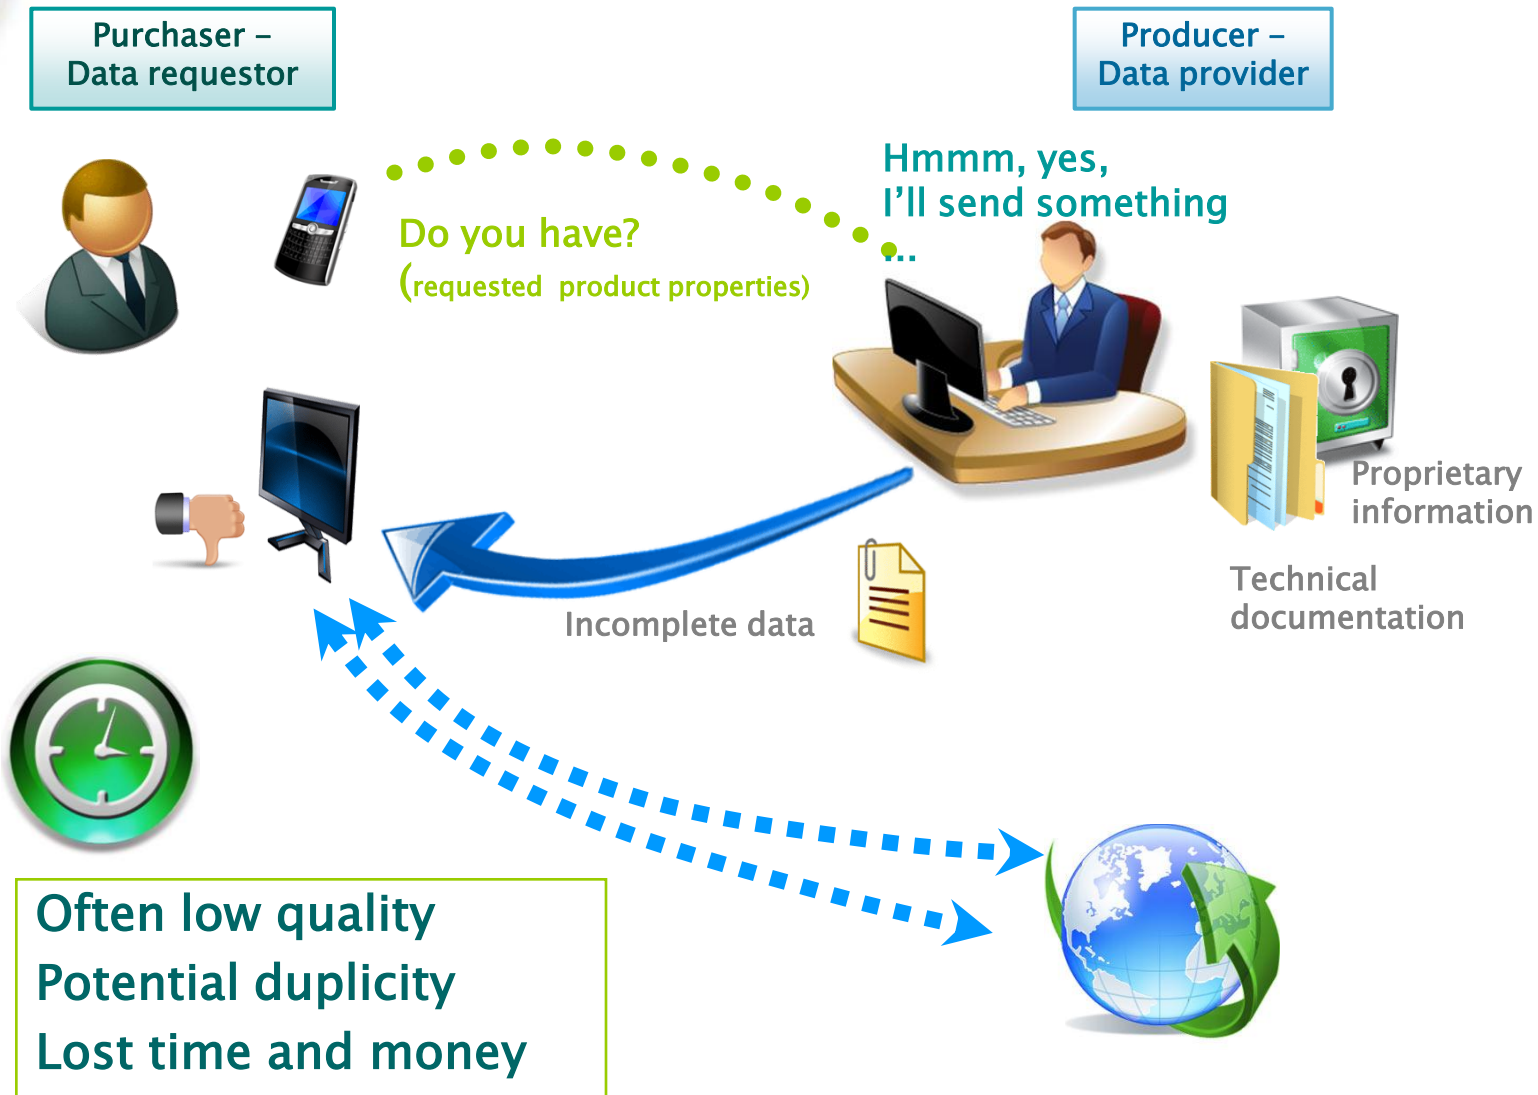 Purchaser –
Data requestor
Producer –
Data provider
Hmmm, yes,
I’ll send something
...
Do you have?
(requested product properties)
Proprietary
information
Technical
documentation
Incomplete data
Often low quality
Potential duplicity
Lost time and money